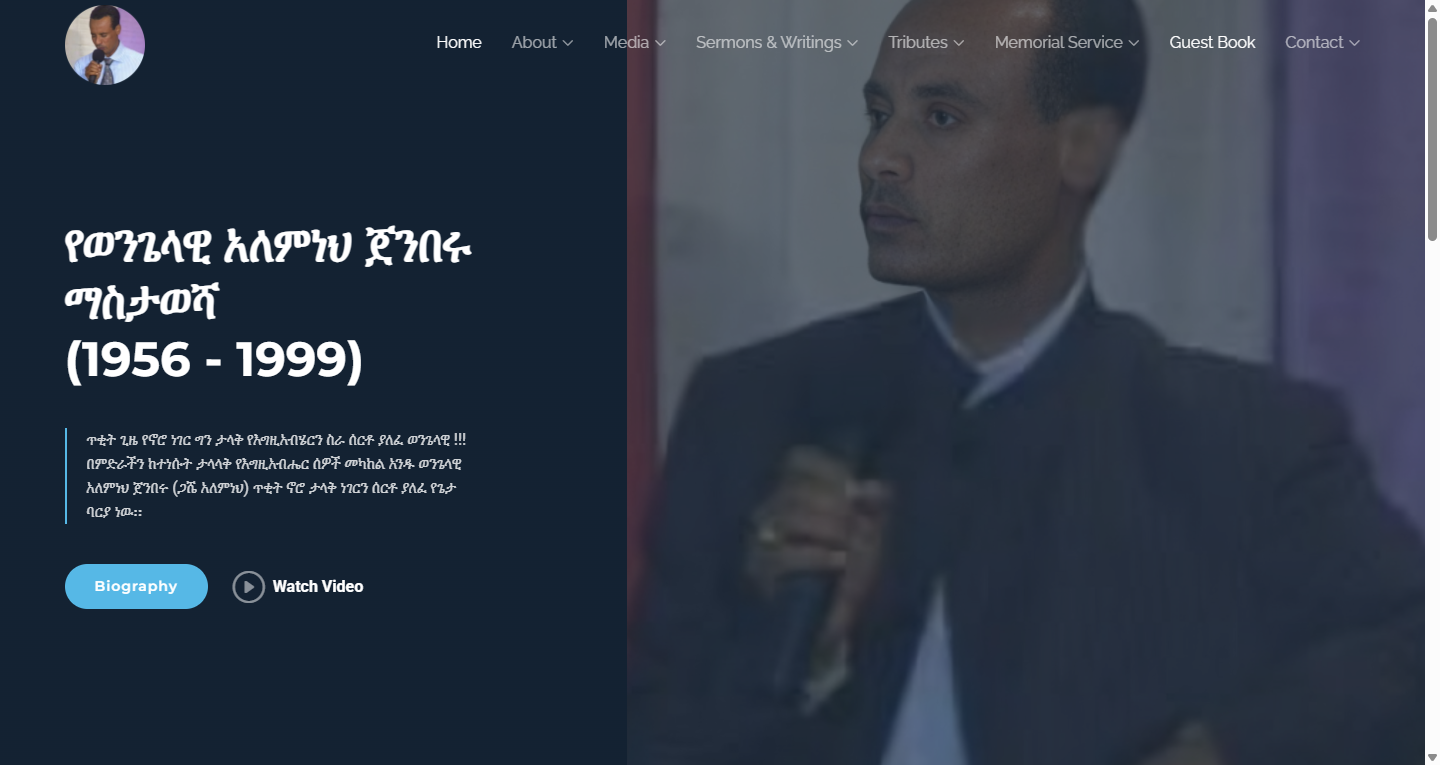 Home About Media Sermons & Writings Tributes Memorial Service Guest Book Contact
የወንጌላዊ አለምነህ ጀንበሩ
ማስታወሻ
(1956 - 1999)
ጥቂት ጊዜ የኖሮ ነገር ግን ታላቅ የእግዚአብሄርን ስራ ሰርቶ ያለፈ ወንጌላዊ !!!
በምድራችን ከተነሱት ታላላቅ የእግዚአብሔር ሰዎች መካከል አንዱ ወንጌላዊ
አለምነህ ጀንበሩ (ጋሼ አለምነህ) ጥቂት ኖሮ ታላቅ ነገርን ሰርቶ ያለፈ የጌታ
ባርያ ነዉ፡፡
Biography Watch Video